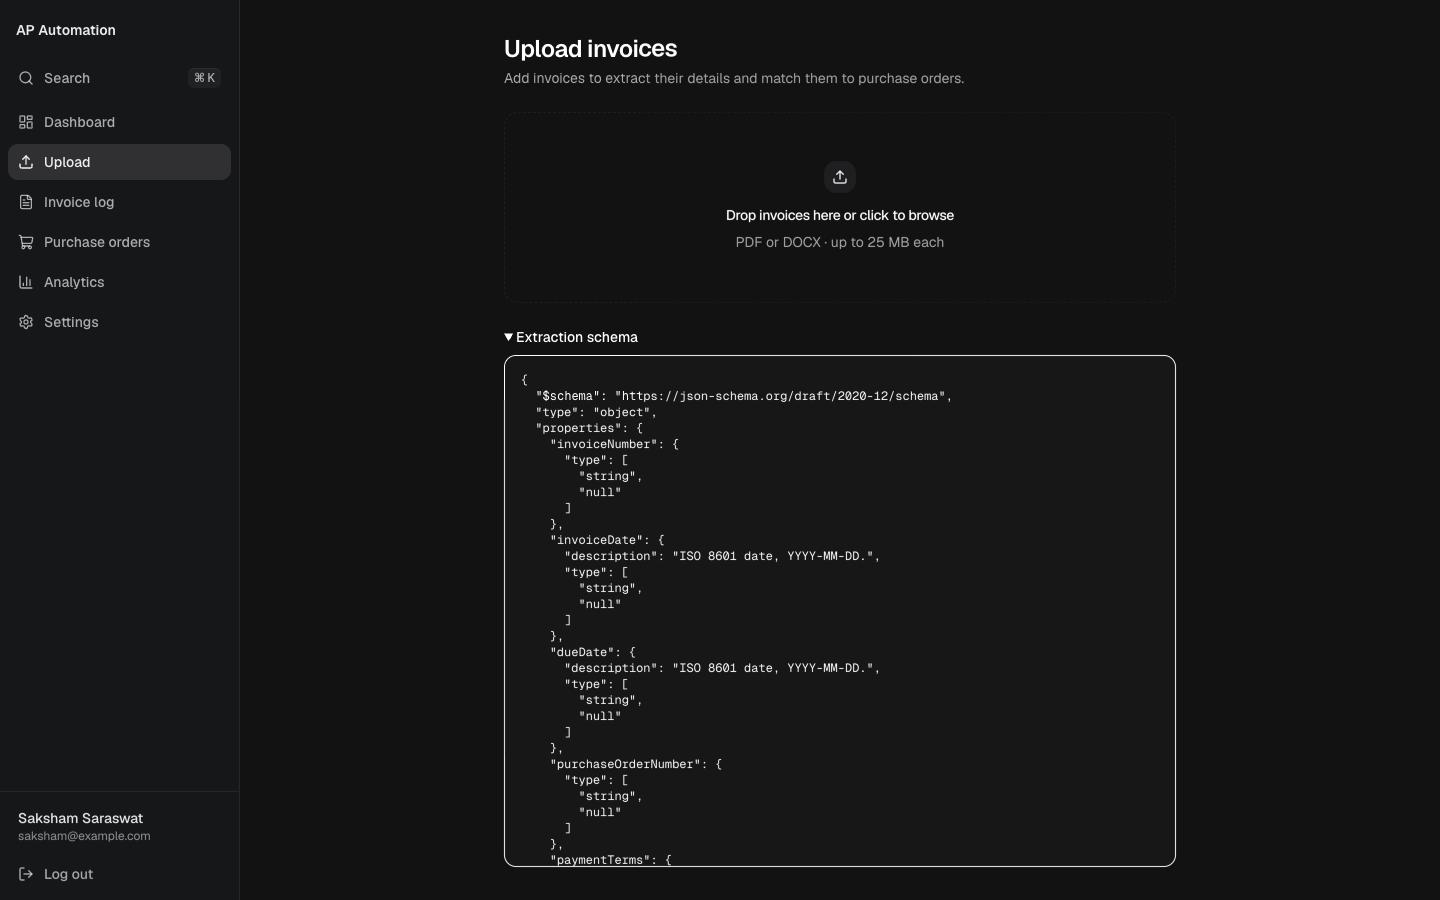 AP Automation
Search
⌘ K
Dashboard
Upload
Invoice log
Purchase orders
Analytics
Settings
Saksham Saraswat
saksham@example.com
Log out
Upload invoices
Add invoices to extract their details and match them to purchase orders.
Drop invoices here or click to browse
PDF or DOCX · up to 25 MB each
Extraction schema
{
  "$schema": "https://json-schema.org/draft/2020-12/schema",
  "type": "object",
  "properties": {
    "invoiceNumber": {
      "type": [
        "string",
        "null"
      ]
    },
    "invoiceDate": {
      "description": "ISO 8601 date, YYYY-MM-DD.",
      "type": [
        "string",
        "null"
      ]
    },
    "dueDate": {
      "description": "ISO 8601 date, YYYY-MM-DD.",
      "type": [
        "string",
        "null"
      ]
    },
    "purchaseOrderNumber": {
      "type": [
        "string",
        "null"
      ]
    },
    "paymentTerms": {